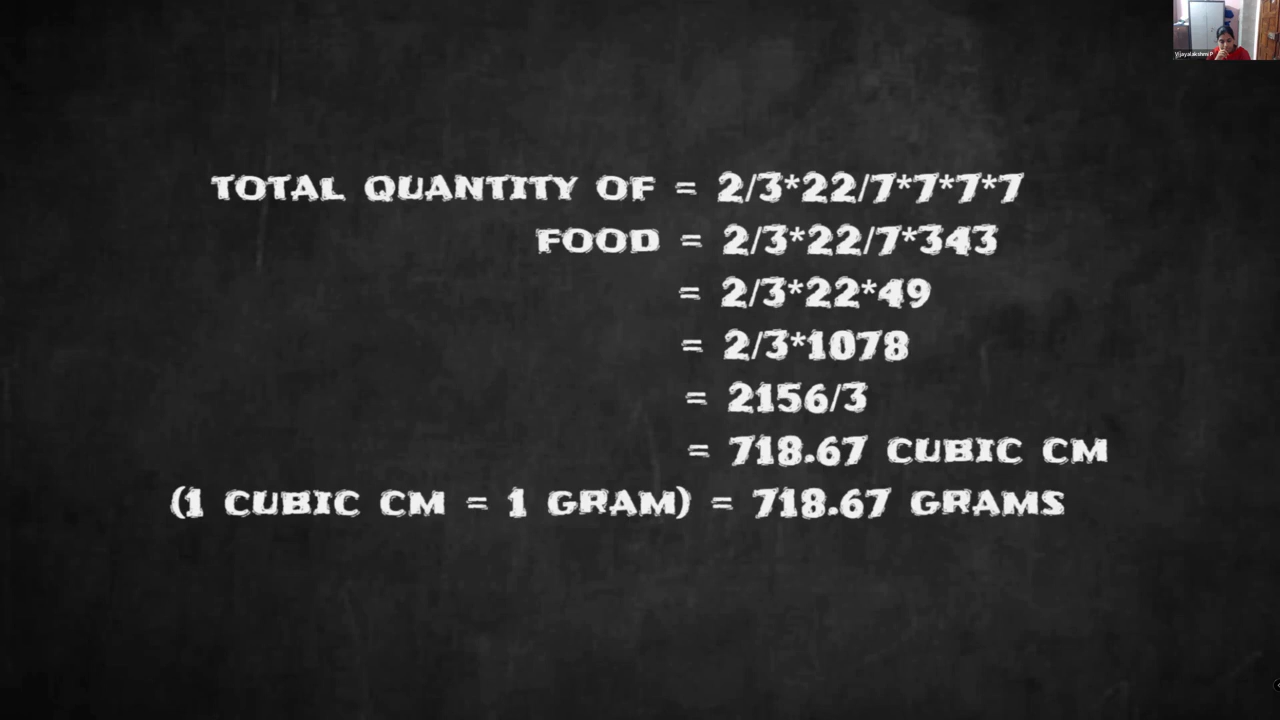 Vijayalakshmi P
TOTAL QUANTITY OF = 2/3*22/7*7*7*7
FOOD = 2/3*22/7*343
= 2/3*22*49
= 2/3*1078
= 2156/3
= 718.67 CUBIC CM
(1 CUBIC CM = 1 GRAM) = 718.67 GRAMS